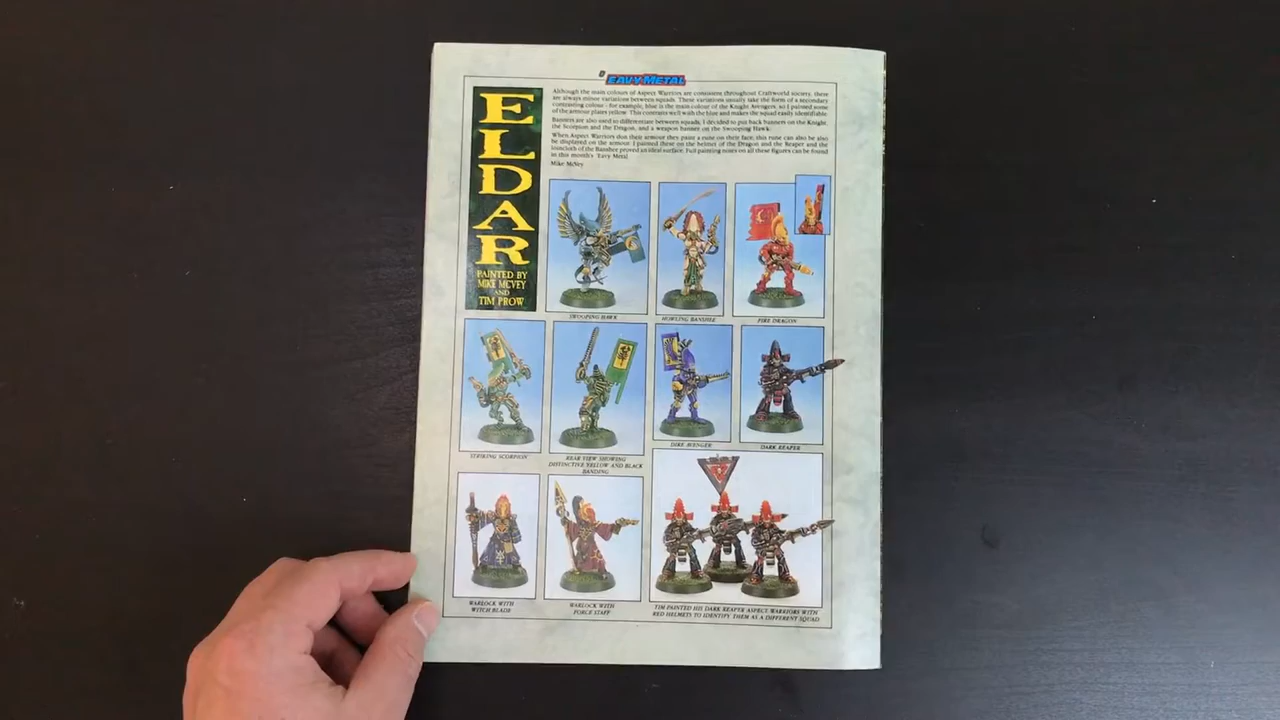 'EAVY METAL
ELDAR
PAINTED BY
MIKE MCVEY
AND
TIM PROW
Although the main colours of Aspect Warriors are consistent throughout Craftworld society, there
are always minor variations between squads. These variations usually take the form of a secondary
contrasting colour - for example, blue is the main colour of the Knight Avengers, so I painted some
of the armour plates yellow. This contrasts well with the blue and makes the squad easily identifiable.
Banners are also used to differentiate between squads, I decided to put back banners on the Knight,
the Scorpion and the Dragon, and a weapon banner on the Swooping Hawk.
When Aspect Warriors don their armour they paint a rune on their face; this rune can also be
be displayed on the armour. I painted these on the helmet of the Dragon and the Reaper and the
loincloth of the Banshee proved an ideal surface. Full painting notes on all these figures can be found
in this month's 'Eavy Metal.
Mike McVey
SWOOPING HAWK
HOWLING BANSHEE
FIRE DRAGON
STRIKING SCORPION
REAR VIEW SHOWING
DISTINCTIVE YELLOW AND BLACK
BANDING
DIRE AVENGER
DARK REAPER
WARLOCK WITH
WITCH BLADE
WARLOCK WITH
FORCE STAFF
TIM PAINTED HIS DARK REAPER ASPECT WARRIORS WITH
RED HELMETS TO IDENTIFY THEM AS A DIFFERENT SQUAD